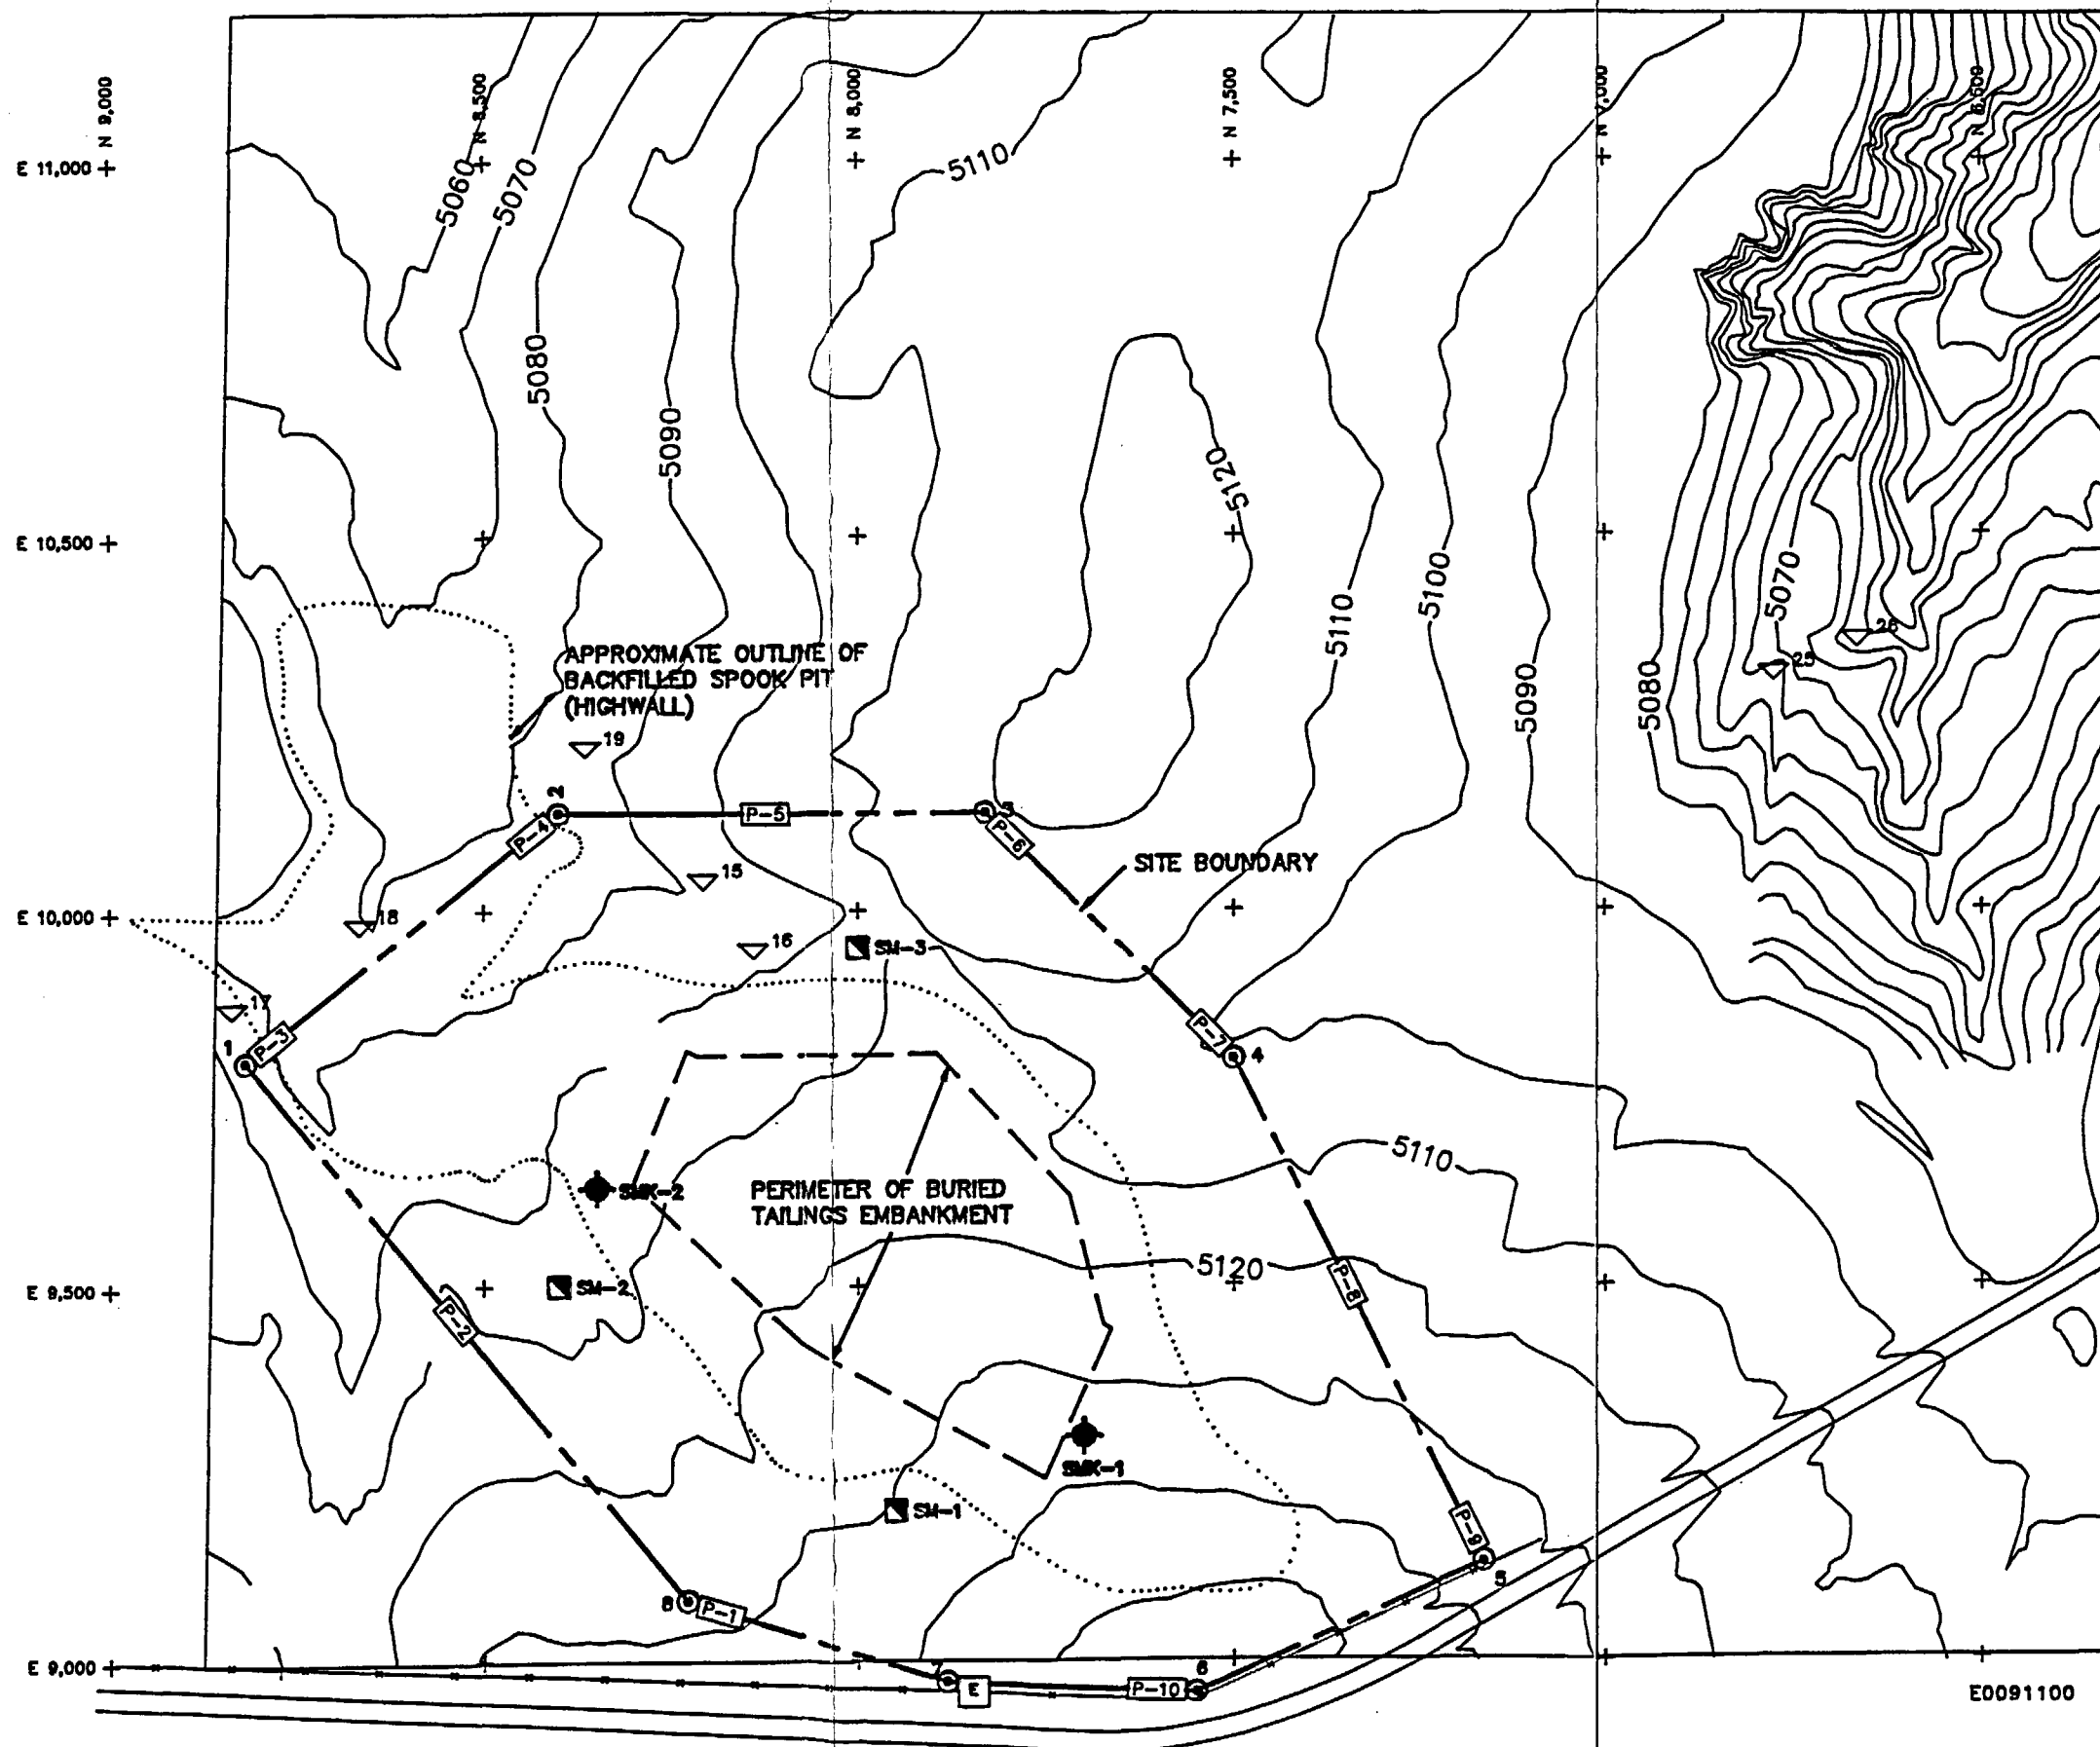 N 9,000
N 8,500
N 8,000
N 7,500
N 7,000
N 6,500
E 11,000
5060
5070
5110
5080
5090
5120
E 10,500
5110
5100
5070
26
25
5090
5080
APPROXIMATE OUTLINE OF
BACKFILLED SPOOK PIT
(HIGHWALL)
19
2
P-4
P-5
3
P-6
SITE BOUNDARY
15
E 10,000
18
16
SM-3
17
1
P-3
P-7
4
5110
SMK-2
PERIMETER OF BURIED
TAILINGS EMBANKMENT
5120
P-8
E 9,500
SM-2
P-2
SMK-1
SM-1
P-9
5
8
P-1
E 9,000
7
E
P-10
6
E0091100